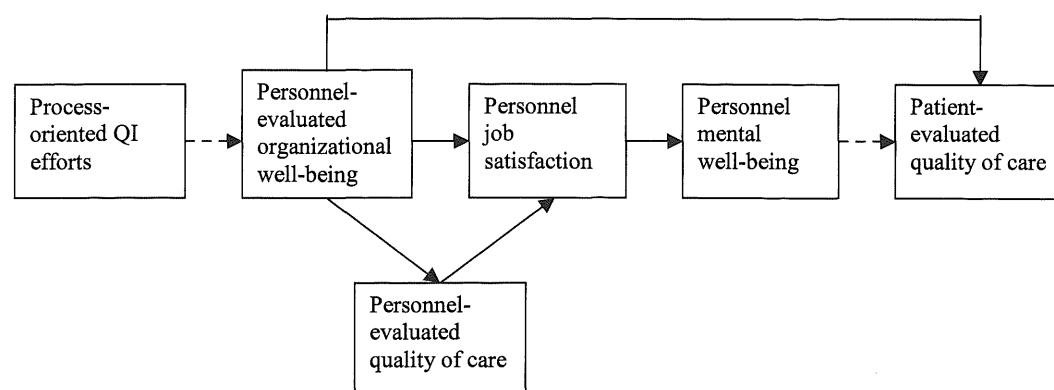 Process-
oriented QI
efforts
Personnel-
evaluated
organizational
well-being
Personnel
job
satisfaction
Personnel
mental
well-being
Patient-
evaluated
quality of care
Personnel-
evaluated
quality of care